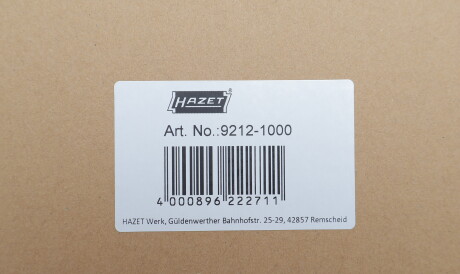 HAZET®
Art. No.:9212-1000
4 000896 222711
HAZET Werk, Güldenwerther Bahnhofstr. 25-29, 42857 Remscheid